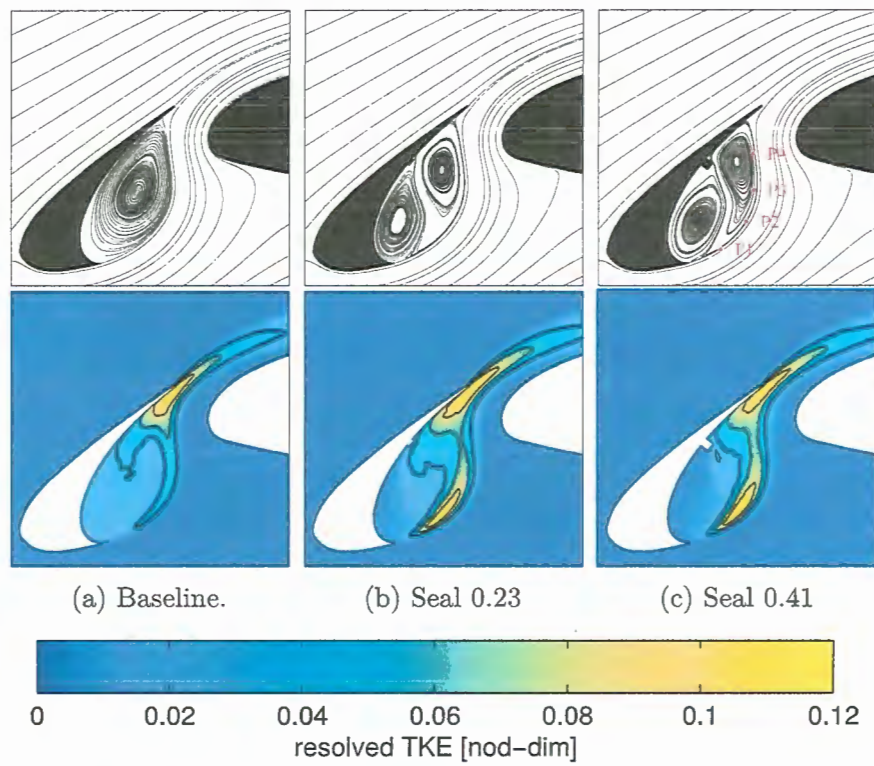 P4
P3
P2
P1
(a) Baseline.
(b) Seal 0.23
(c) Seal 0.41
0
0.02
0.04
0.06
0.08
0.1
0.12
resolved TKE [nod-dim]